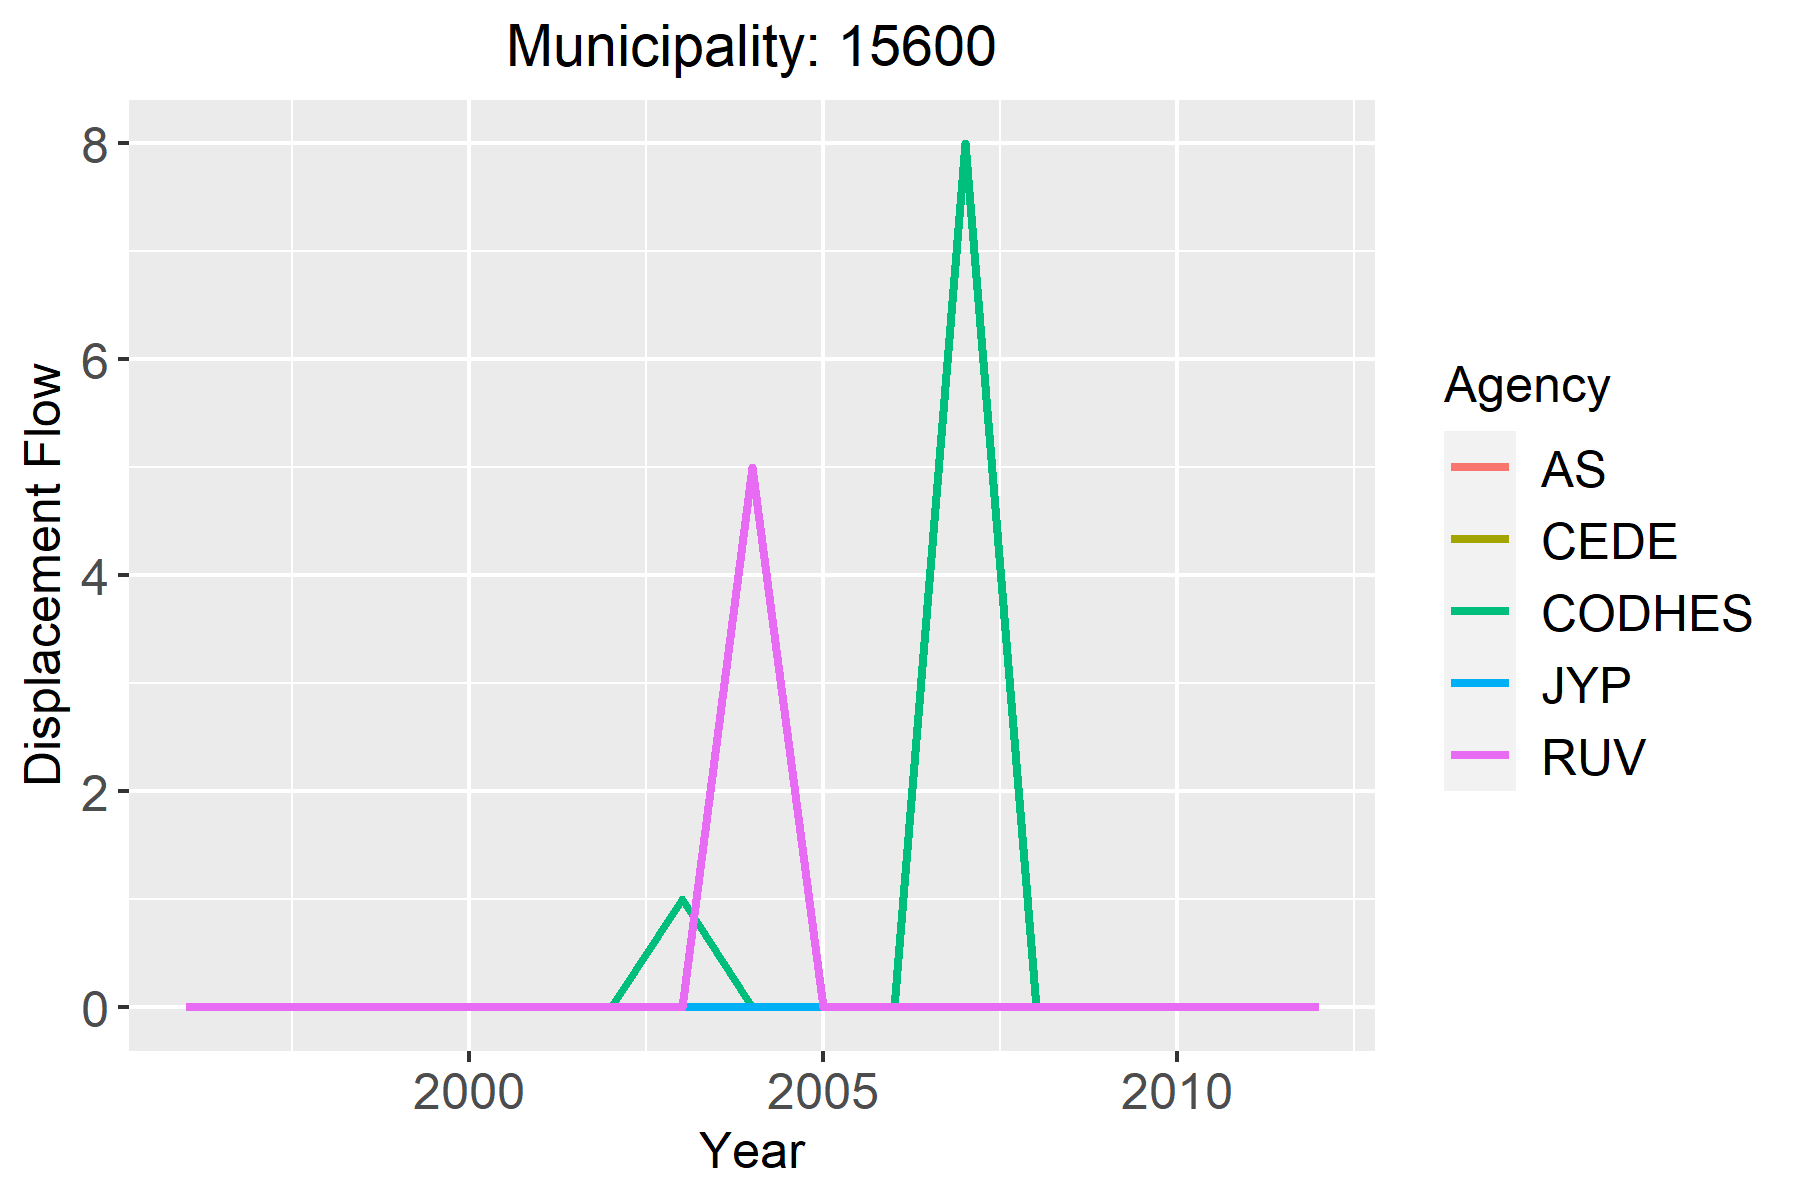 Municipality: 15600
8
6
4
2
0
Displacement Flow
2000 2005 2010
Year
Agency
AS
CEDE
CODHES
JYP
RUV